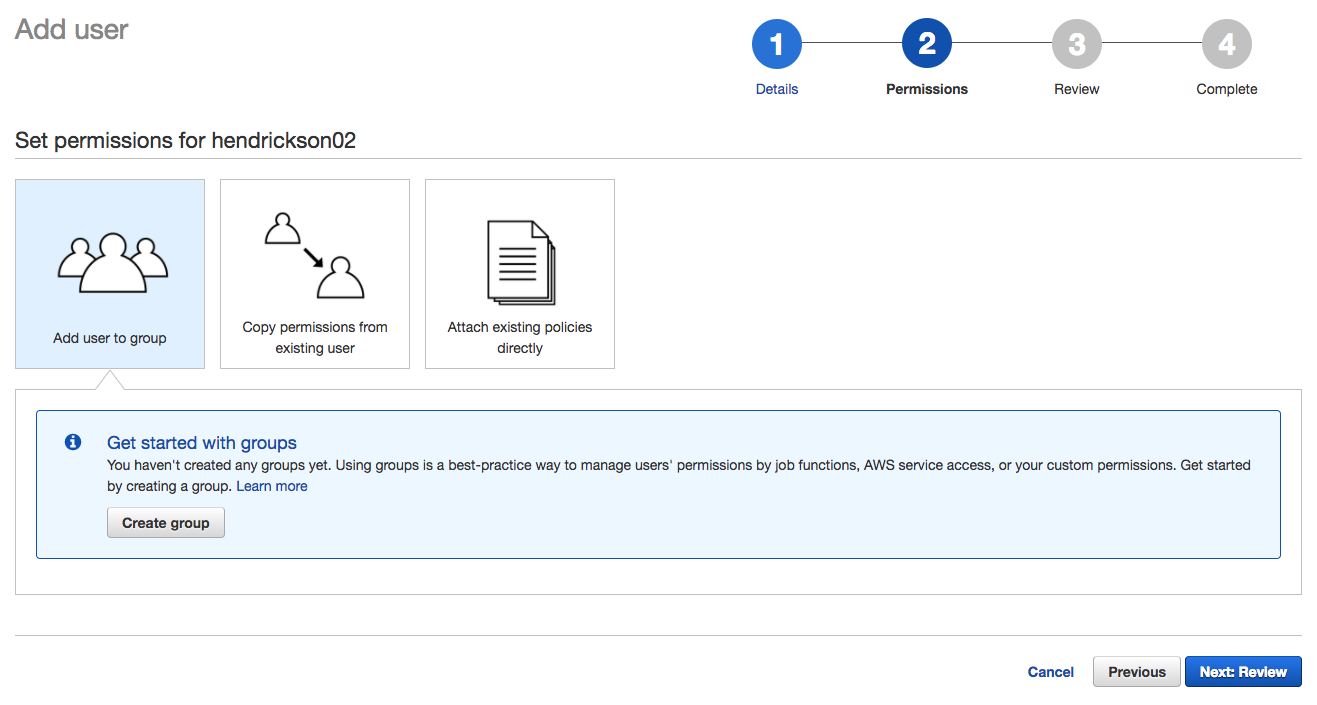 Add user
1
2
3
4
Details
Permissions
Review
Complete
Set permissions for hendrickson02
Add user to group
Copy permissions from
existing user
Attach existing policies
directly
Get started with groups
You haven't created any groups yet. Using groups is a best-practice way to manage users' permissions by job functions, AWS service access, or your custom permissions. Get started
by creating a group. Learn more
Create group
Cancel
Previous
Next: Review